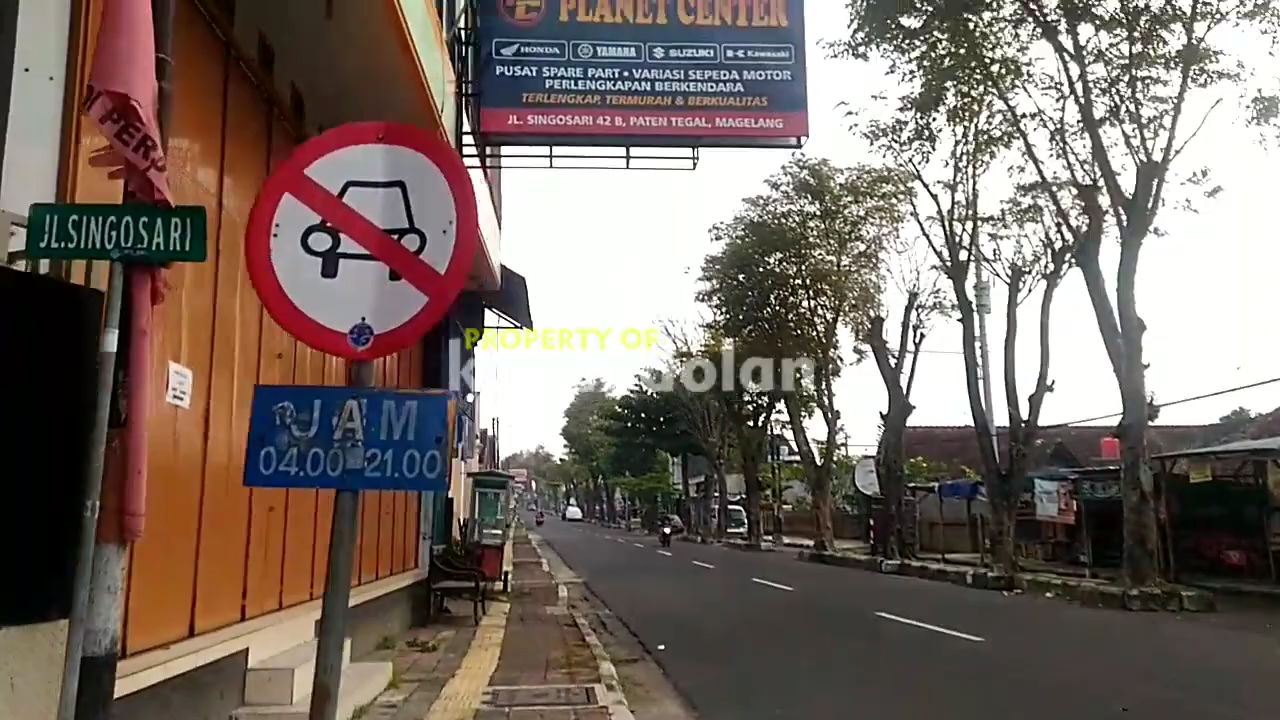 PLANET CENTER
HONDA YAMAHA SUZUKI Kawasaki
PUSAT SPARE PART • VARIASI SEPEDA MOTOR
PERLENGKAPAN BERKENDARA
TERLENGKAP, TERMURAH & BERKUALITAS
JL. SINGOSARI 42 B, PATEN TEGAL, MAGELANG
JL.SINGOSARI
JAM
04.00 21.00
PROPERTY OF